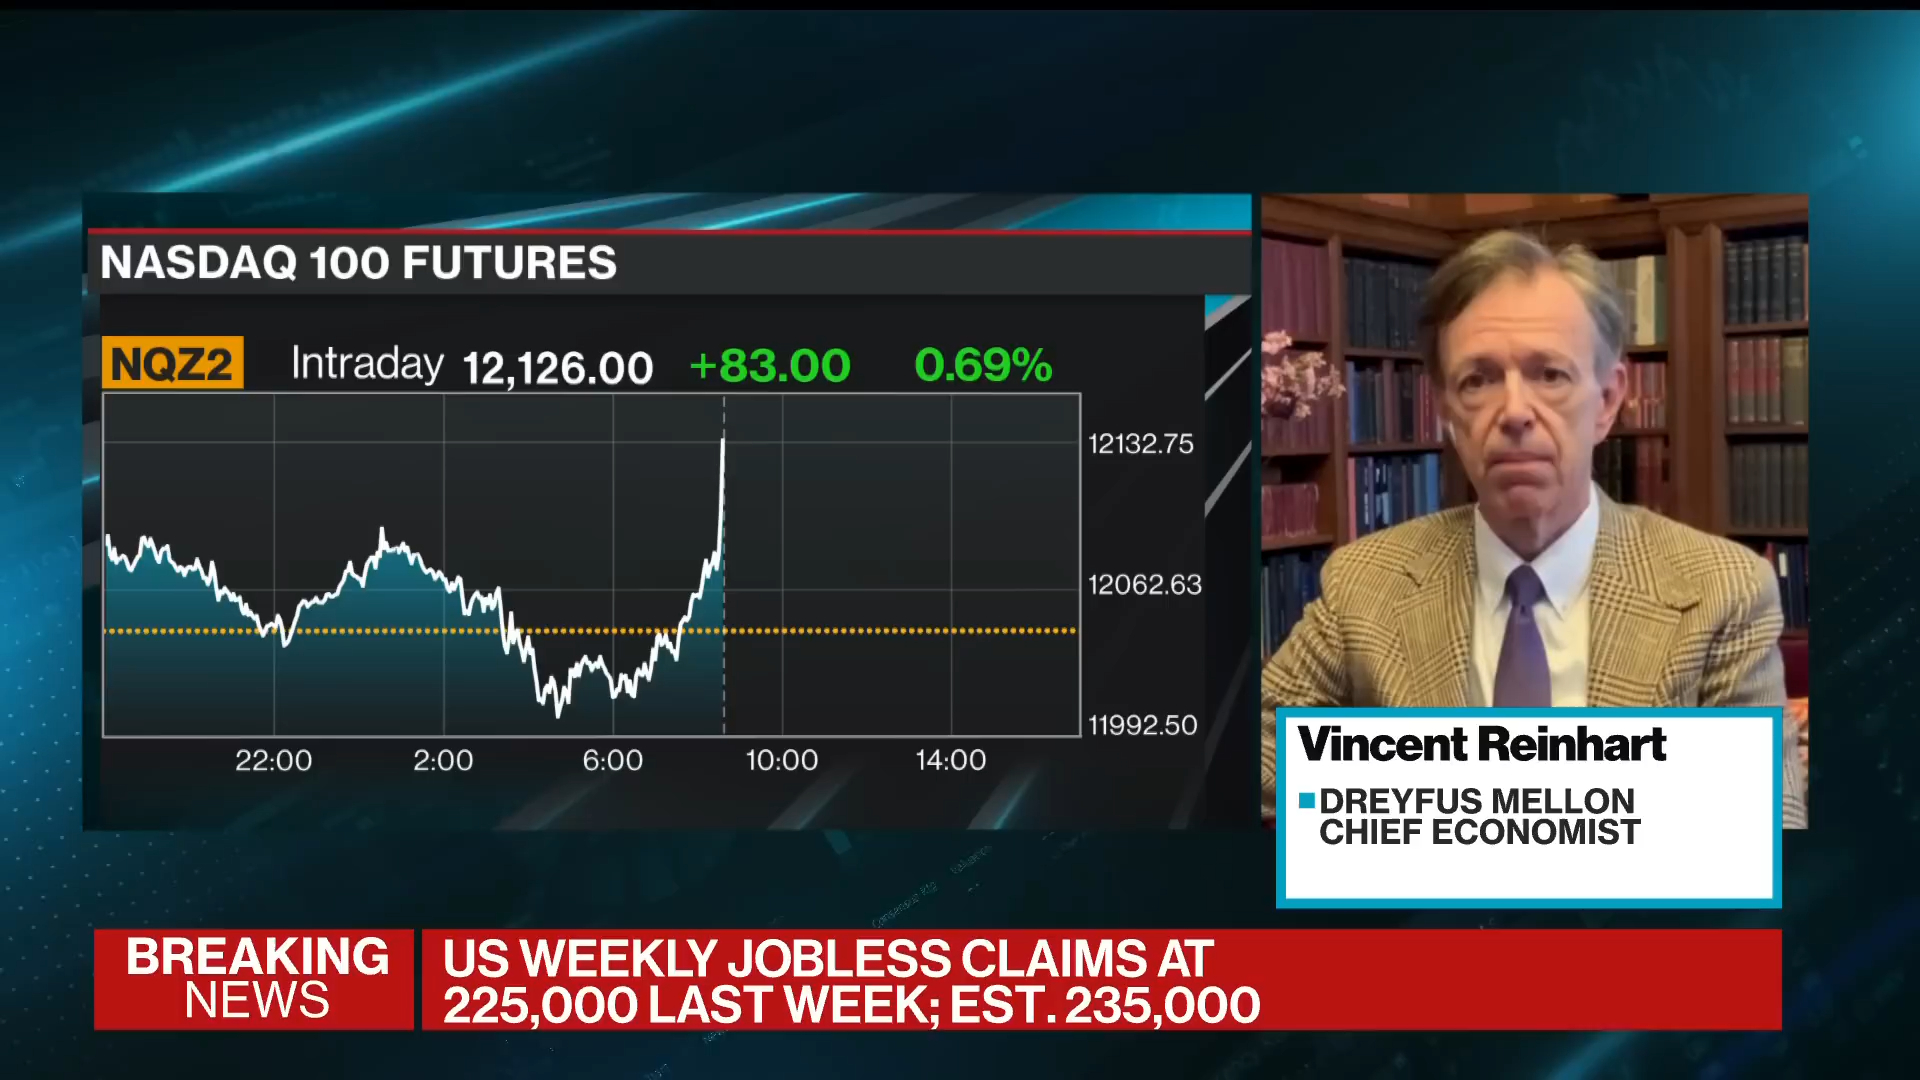 NASDAQ 100 FUTURES
NQZ2 Intraday 12,126.00 +83.00 0.69%
12132.75
12062.63
11992.50
22:00 2:00 6:00 10:00 14:00
Vincent Reinhart
DREYFUS MELLON
CHIEF ECONOMIST
BREAKING
NEWS
US WEEKLY JOBLESS CLAIMS AT
225,000 LAST WEEK; EST. 235,000